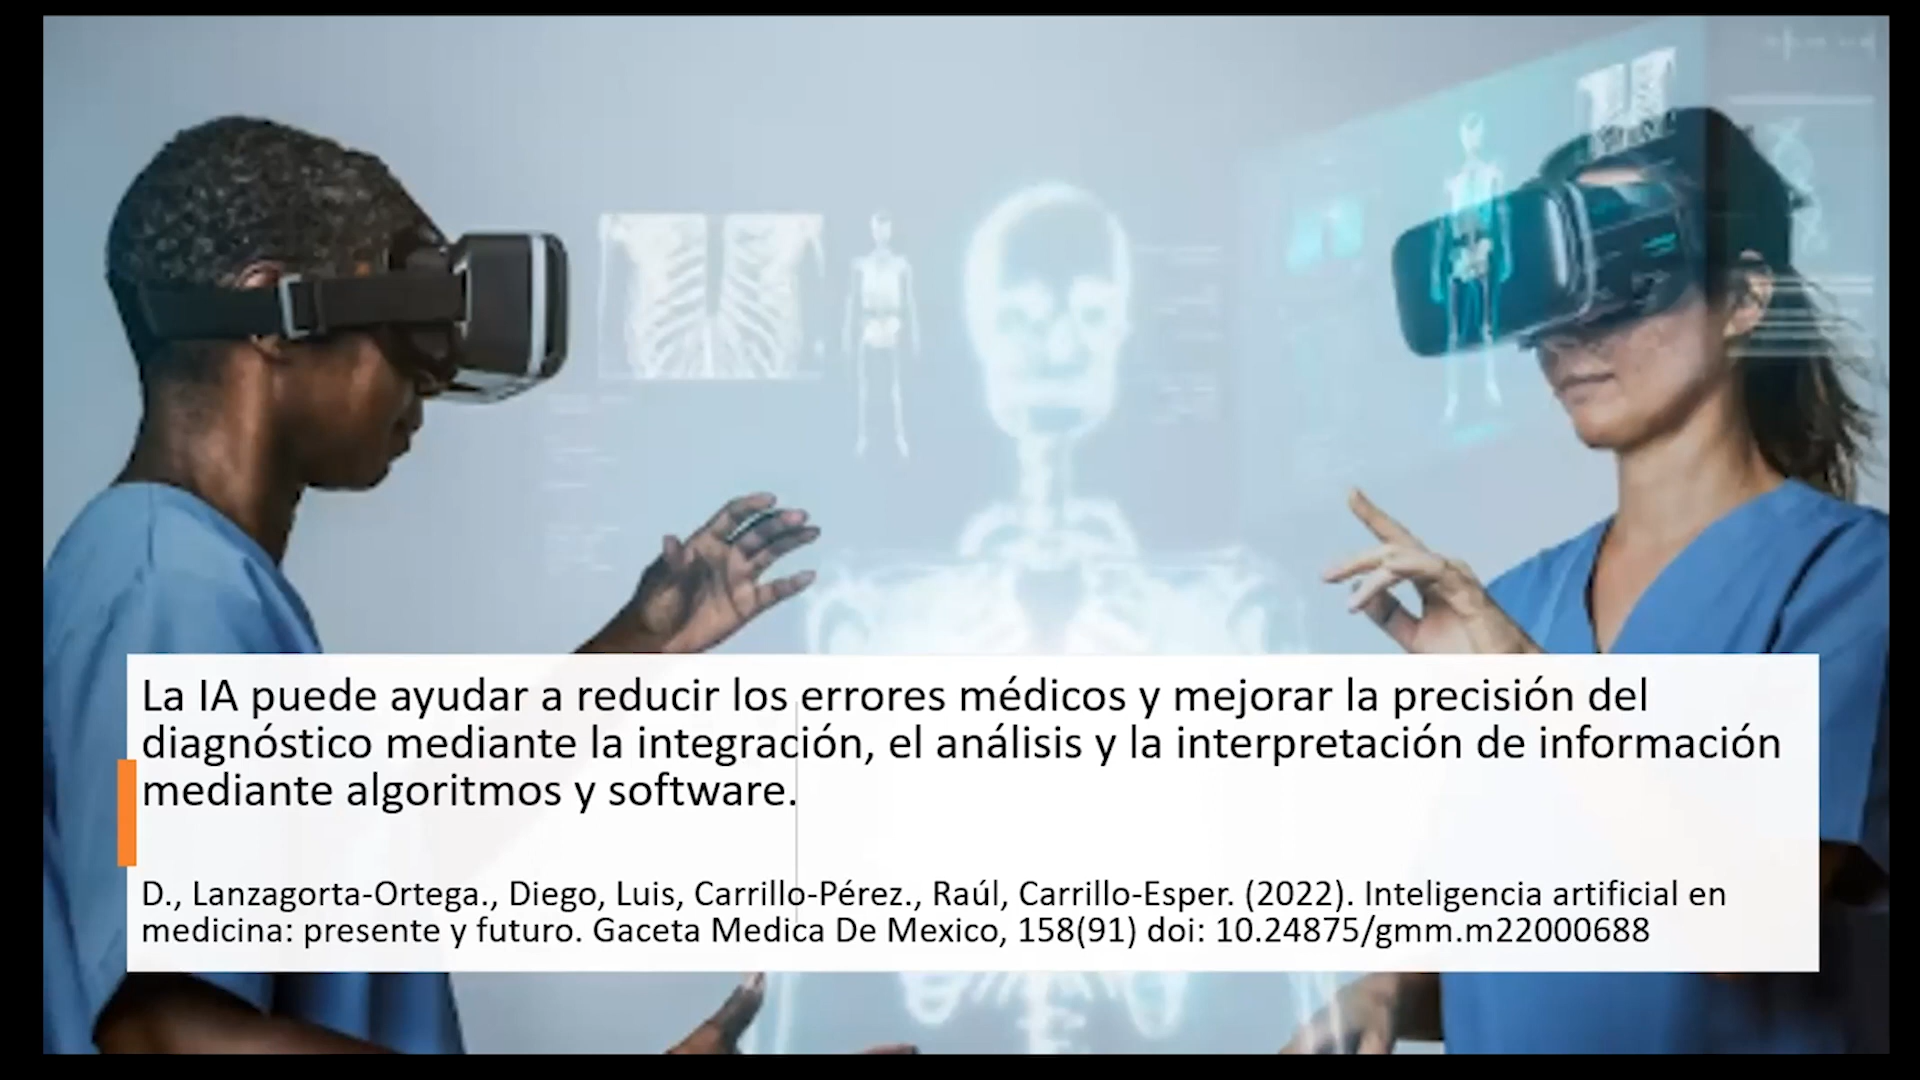 La IA puede ayudar a reducir los errores médicos y mejorar la precisión del
diagnóstico mediante la integración, el análisis y la interpretación de información
mediante algoritmos y software.
D., Lanzagorta-Ortega., Diego, Luis, Carrillo-Pérez., Raúl, Carrillo-Esper. (2022). Inteligencia artificial en
medicina: presente y futuro. Gaceta Medica De Mexico, 158(91) doi: 10.24875/gmm.m22000688